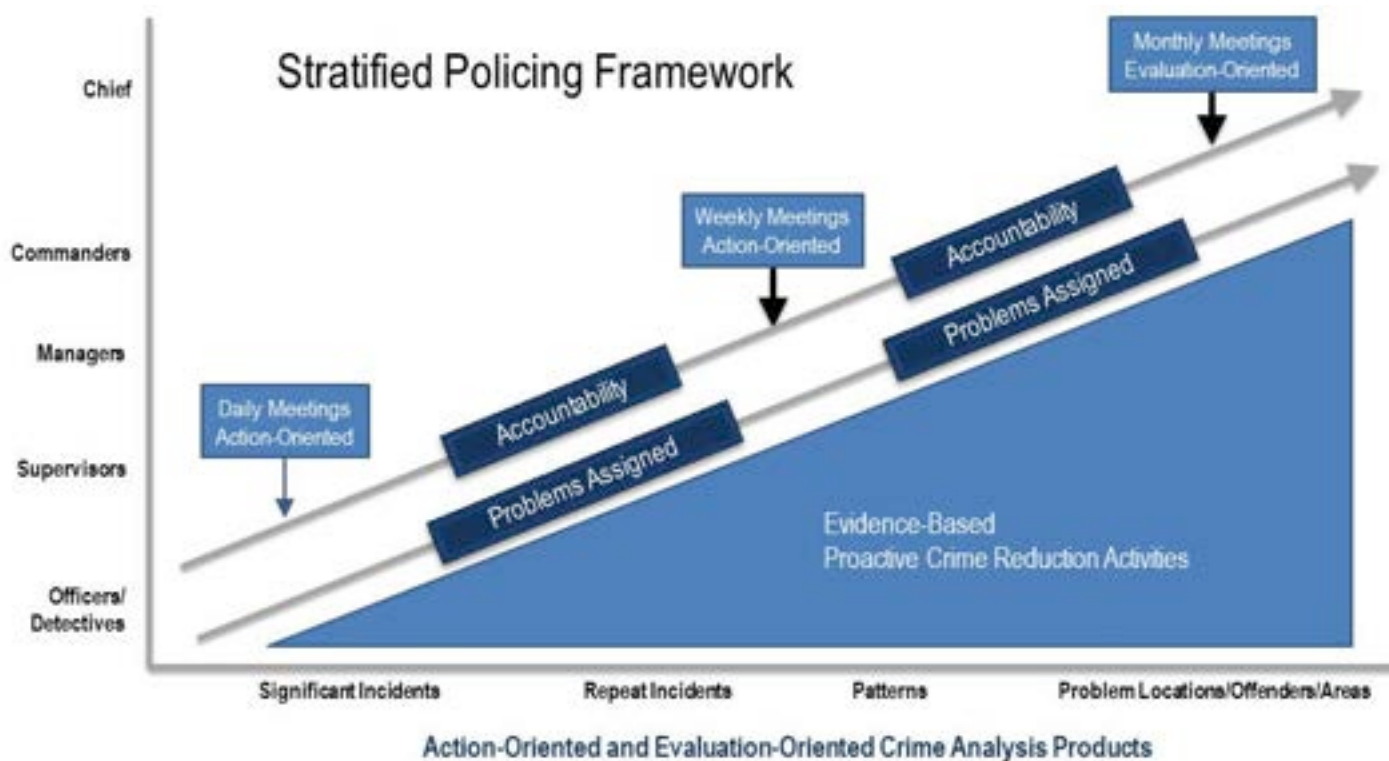 Stratified Policing Framework
Monthly Meetings
Evaluation-Oriented
Chief
Weekly Meetings
Action-Oriented
Accountability
Commanders
Problems Assigned
Managers
Accountability
Daily Meetings
Action-Oriented
Problems Assigned
Supervisors
Evidence-Based
Proactive Crime Reduction Activities
Officers/
Detectives
Significant Incidents
Repeat Incidents
Patterns
Problem Locations/Offenders/Areas
Action-Oriented and Evaluation-Oriented Crime Analysis Products